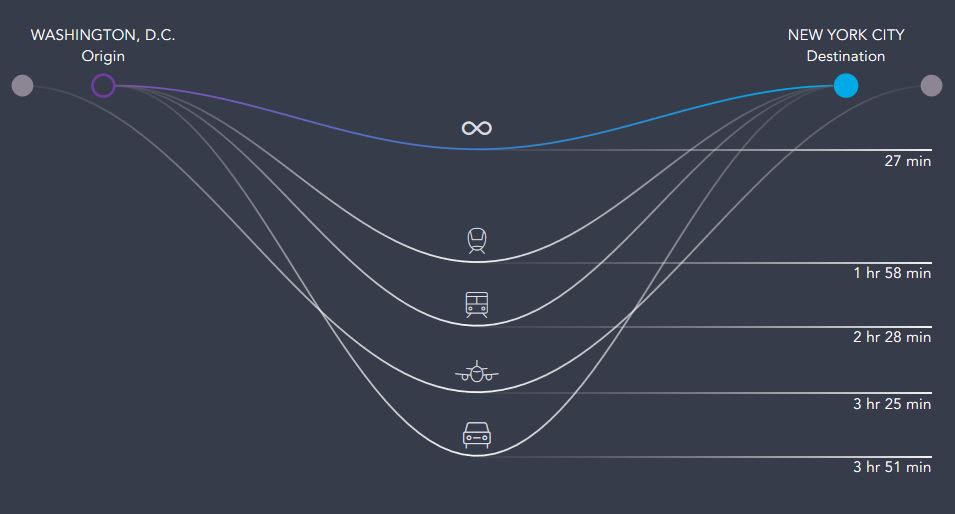 WASHINGTON, D.C.
Origin
NEW YORK CITY
Destination
27 min
1 hr 58 min
2 hr 28 min
3 hr 25 min
3 hr 51 min